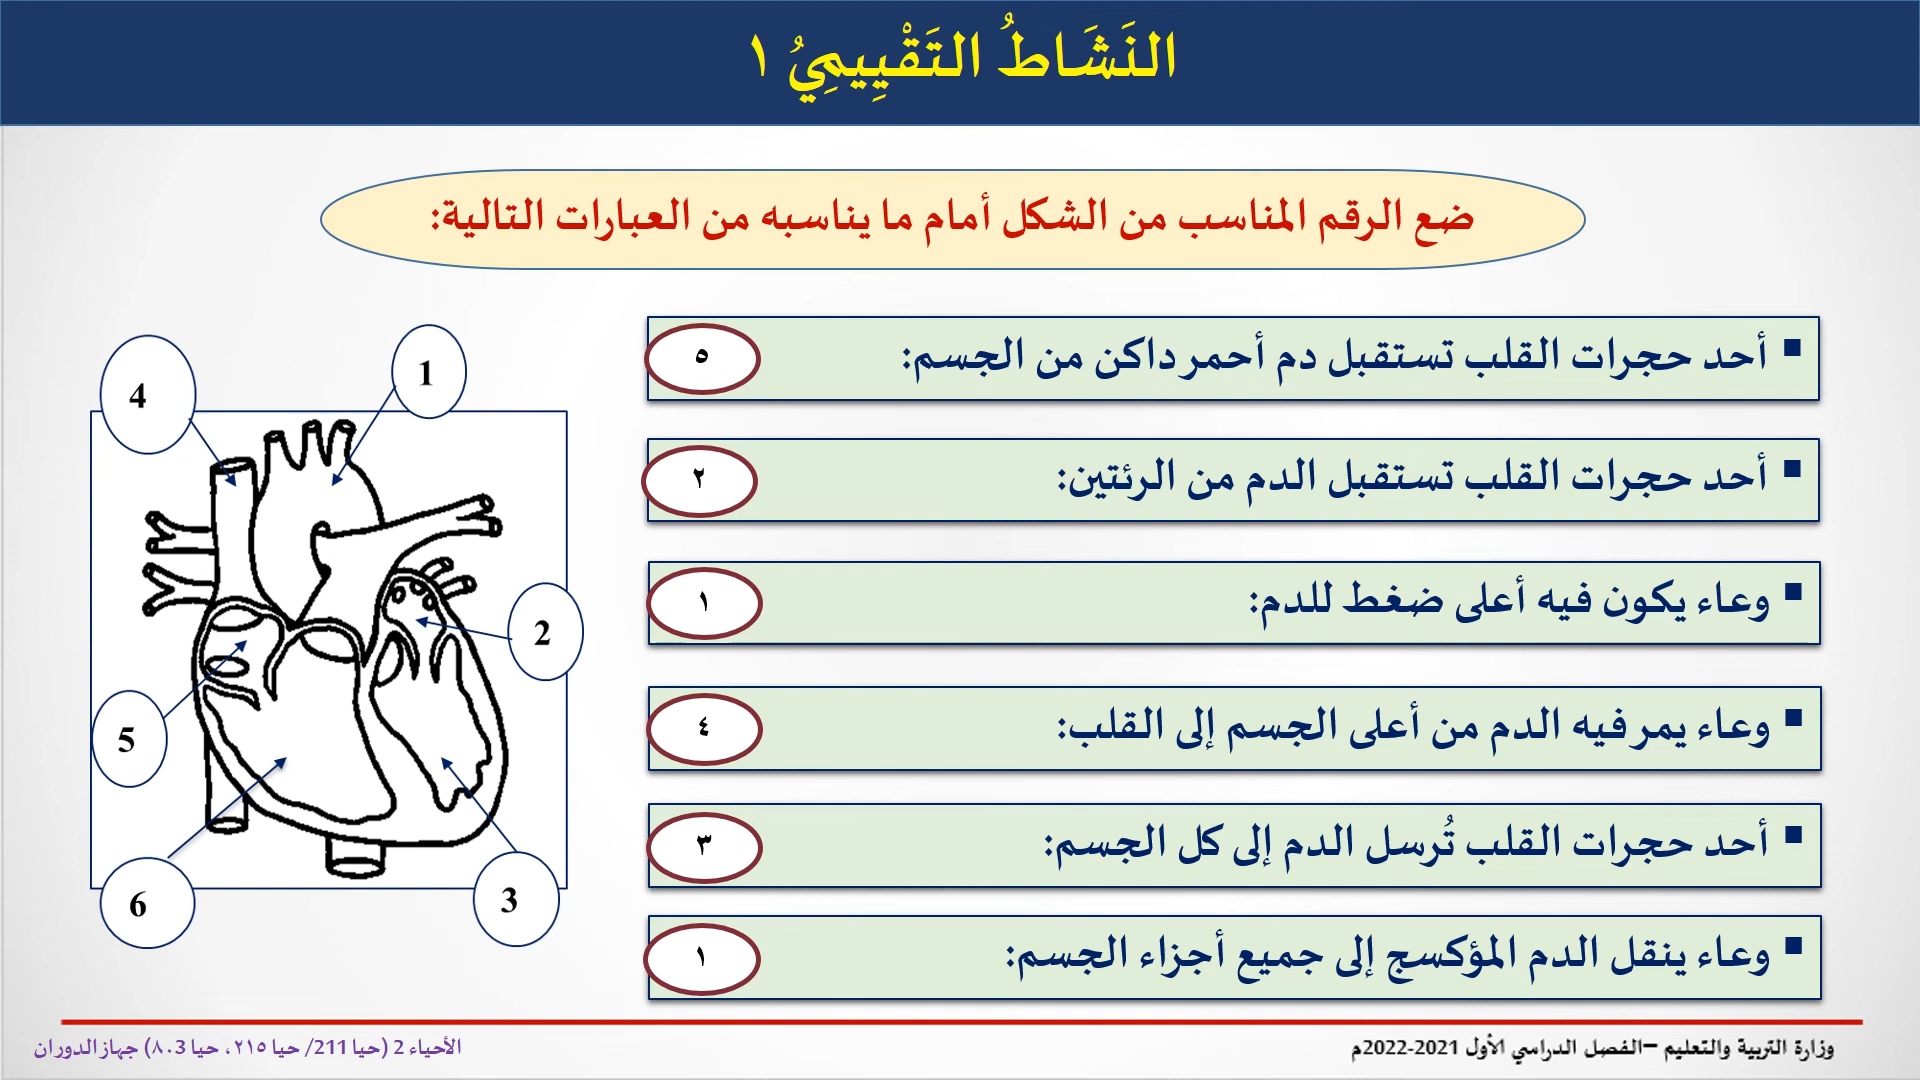 النَشَاطُ التَقْيِيمِيُ ١
ضع الرقم المناسب من الشكل أمام ما يناسبه من العبارات التالية:
▪ أحد حجرات القلب تستقبل دم أحمر داكن من الجسم: ٥
▪ أحد حجرات القلب تستقبل الدم من الرئتين: ٢
▪ وعاء يكون فيه أعلى ضغط للدم: ١
▪ وعاء يمر فيه الدم من أعلى الجسم إلى القلب: ٤
▪ أحد حجرات القلب تُرسل الدم إلى كل الجسم: ٣
▪ وعاء ينقل الدم المؤكسج إلى جميع أجزاء الجسم: ١
1
4
2
5
3
6
وزارة التربية والتعليم –الفصل الدراسي الأول 2021-2022م
الأحياء 2 (حيا 211/ حيا ٢١٥، حيا ٨٠3) جهاز الدوران